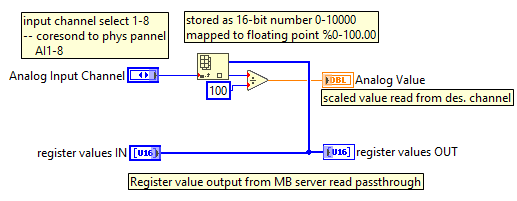 input channel select 1-8
-- coresond to phys pannel
AI1-8
stored as 16-bit number 0-10000
mapped to floating point %0-100.00
Analog Input Channel
100
DBL
Analog Value
scaled value read from des. channel
register values IN
[U16]
[U16]
register values OUT
Register value output from MB server read passthrough